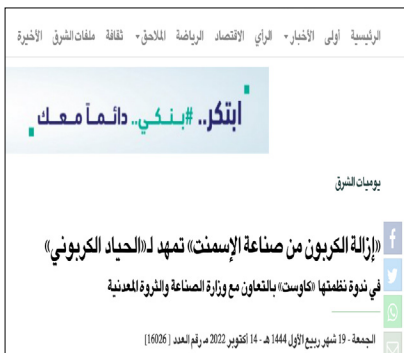 الرئيسية أولى الأخبار الرأي الاقتصاد الرياضة الملاحق ثقافة ملفات الشرق الأخيرة
ابتكر.. #بنكي.. دائماً معك
يوميات الشرق
«إزالة الكربون من صناعة الإسمنت» تمهد لـ«الحياد الكربوني»
في ندوة نظمتها «كاوست» بالتعاون مع وزارة الصناعة والثروة المعدنية
الجمعة - 19 شهر ربيع الأول 1444 هـ - 14 أكتوبر 2022 مـ رقم العدد [ 16026]